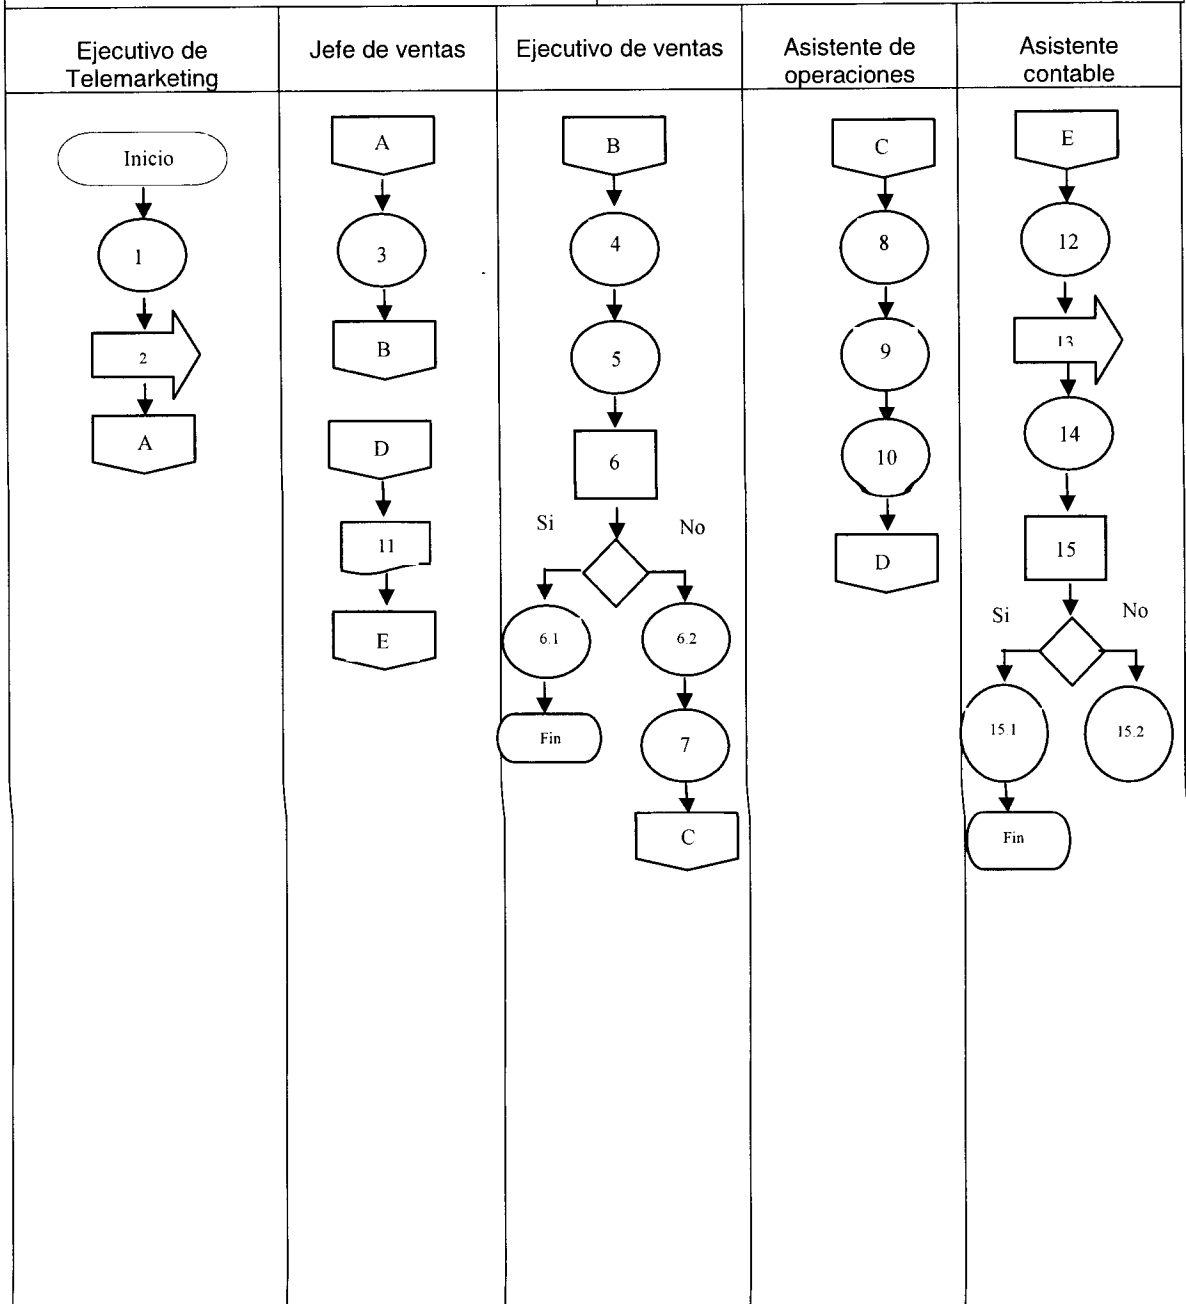 Ejecutivo de
Telemarketing
Jefe de ventas
Ejecutivo de ventas
Asistente de
operaciones
Asistente
contable
Inicio
1
2
A
A
3
B
D
11
E
B
4
5
6
Si
No
6.1
6.2
Fin
7
C
C
8
9
10
D
E
12
13
14
15
Si
No
15.1
15.2
Fin